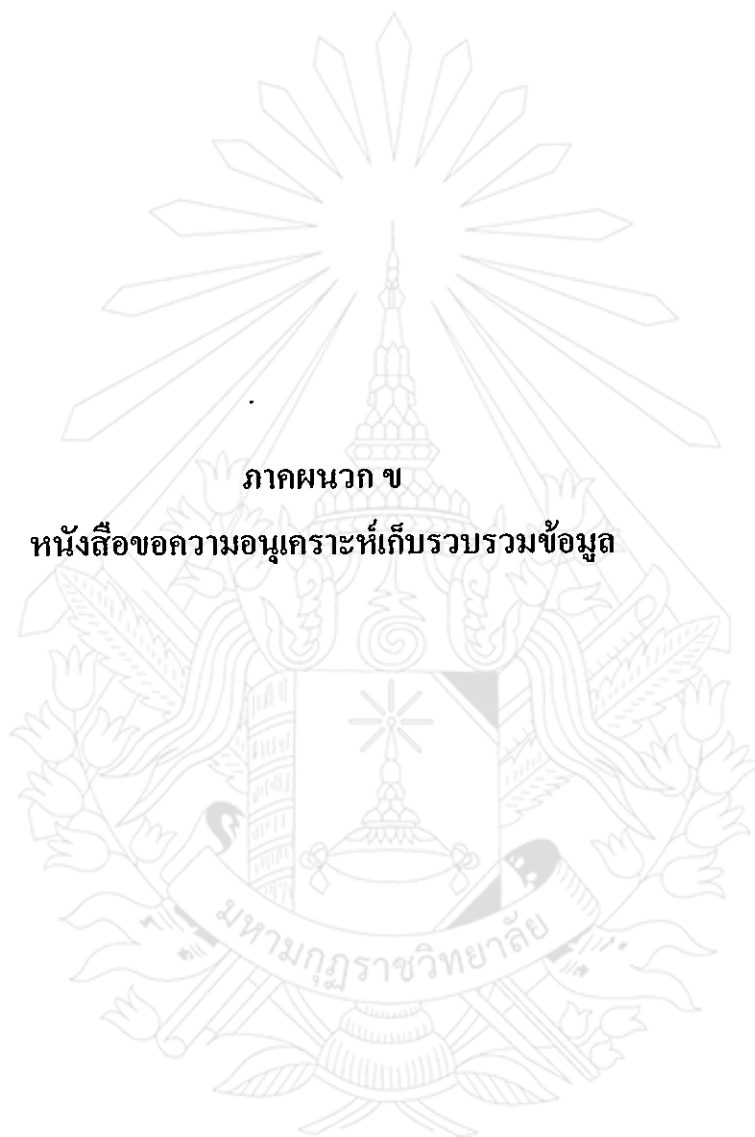 ภาคผนวก ข
หนังสือขอความอนุเคราะห์เก็บรวบรวมข้อมูล
มหามกุฏราชวิทยาลัย